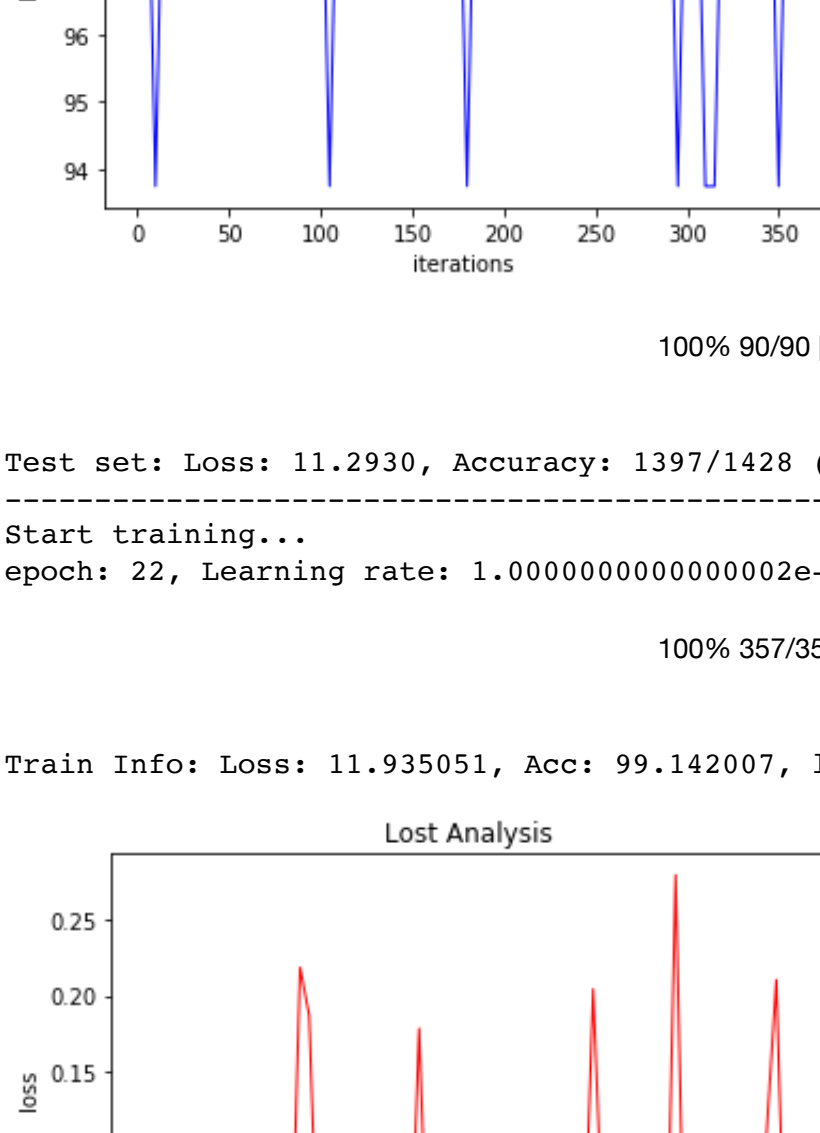 96
95
94
0 50 100 150 200 250 300 350
iterations
100% 90/90
Test set: Loss: 11.2930, Accuracy: 1397/1428 (
--------------------------------------------------
Start training...
epoch: 22, Learning rate: 1.0000000000000002e-
100% 357/35
Train Info: Loss: 11.935051, Acc: 99.142007, l
Lost Analysis
0.25
0.20
0.15
loss